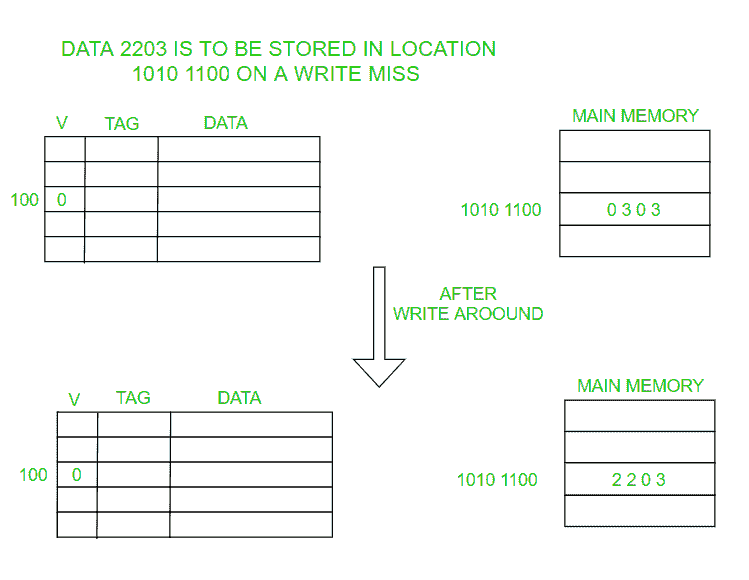 DATA 2203 IS TO BE STORED IN LOCATION
1010 1100 ON A WRITE MISS
V TAG DATA
MAIN MEMORY
100 0
1010 1100 0 3 0 3
AFTER
WRITE AROOUND
V TAG DATA
MAIN MEMORY
100 0
1010 1100 2 2 0 3